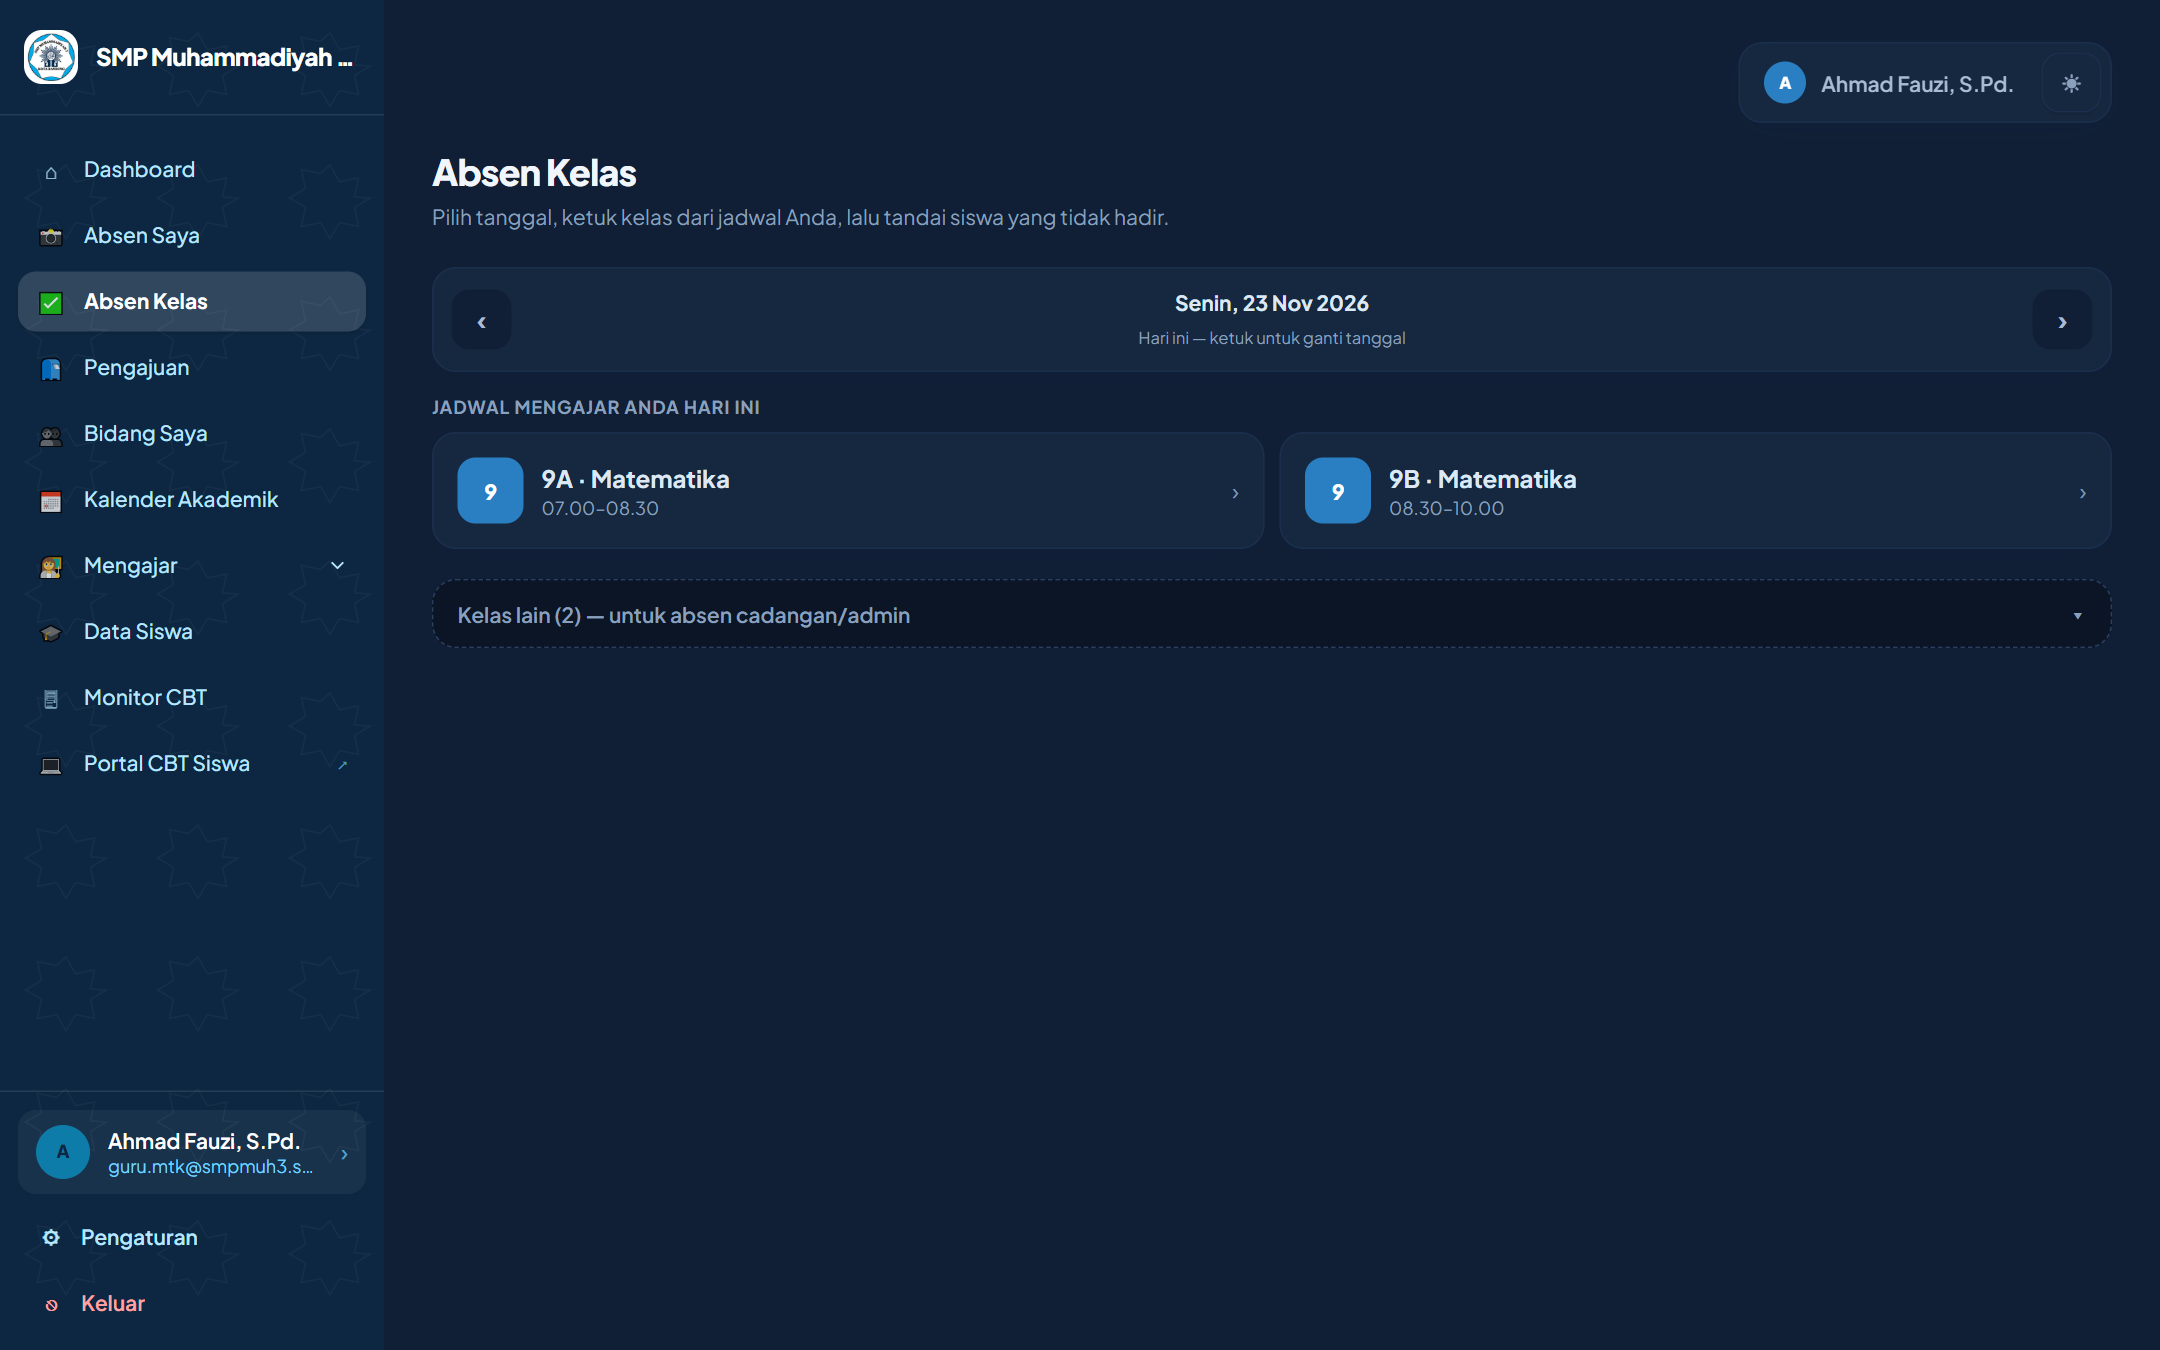 SMP Muhammadiyah ...
Dashboard
Absen Saya
Absen Kelas
Pengajuan
Bidang Saya
Kalender Akademik
Mengajar
Data Siswa
Monitor CBT
Portal CBT Siswa
A
Ahmad Fauzi, S.Pd.
guru.mtk@smpmuh3.s...
Pengaturan
Keluar
A Ahmad Fauzi, S.Pd.
Absen Kelas
Pilih tanggal, ketuk kelas dari jadwal Anda, lalu tandai siswa yang tidak hadir.
Senin, 23 Nov 2026
Hari ini — ketuk untuk ganti tanggal
JADWAL MENGAJAR ANDA HARI INI
9
9A · Matematika
07.00–08.30
9
9B · Matematika
08.30–10.00
Kelas lain (2) — untuk absen cadangan/admin